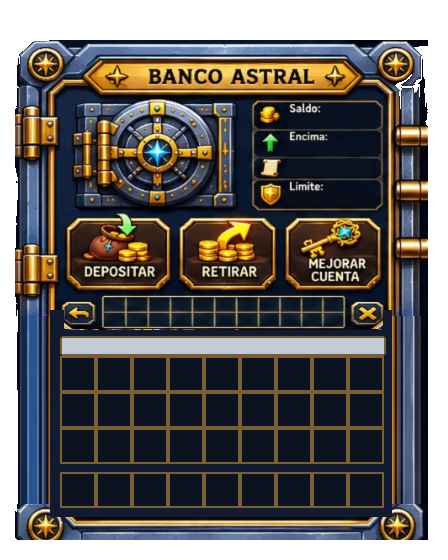 BANCO ASTRAL
Saldo:
Encima:
Limite:
DEPOSITAR
RETIRAR
MEJORAR
CUENTA